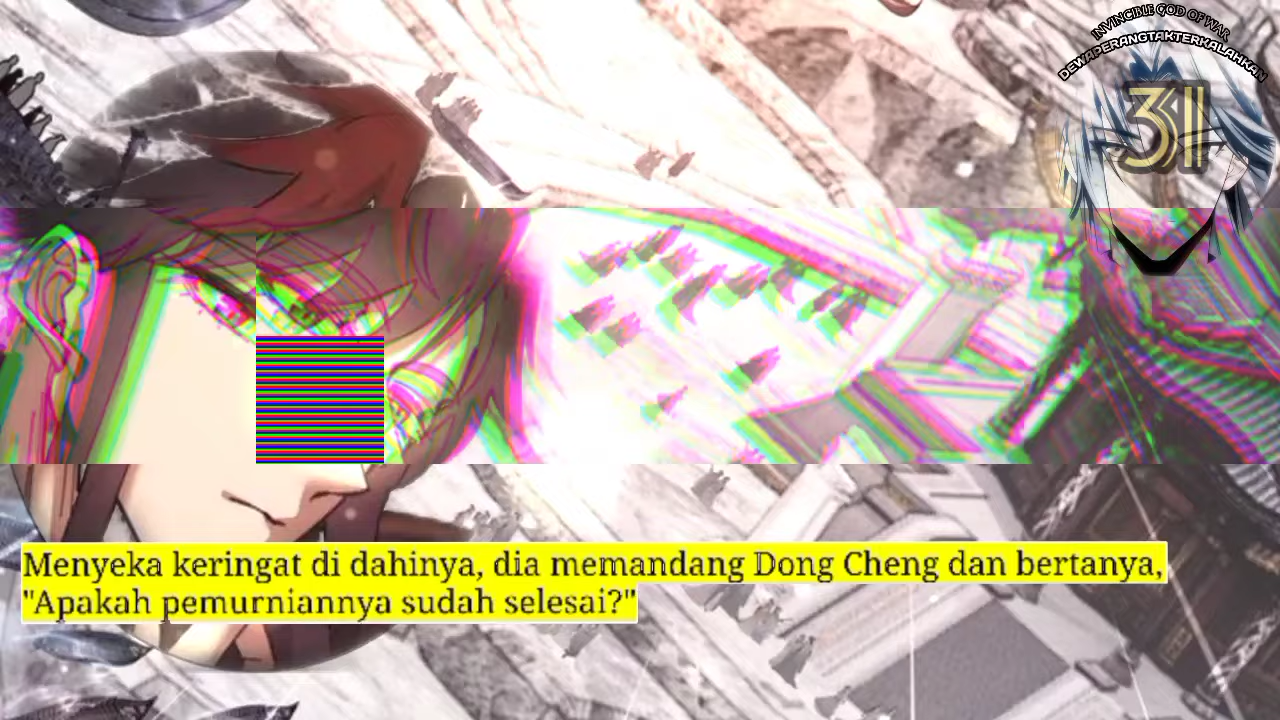 INVINCIBLE GOD OF WAR
DEWAPERANGTAKTERKALAHKAN
31
Menyeka keringat di dahinya, dia memandang Dong Cheng dan bertanya,
"Apakah pemurniannya sudah selesai?"